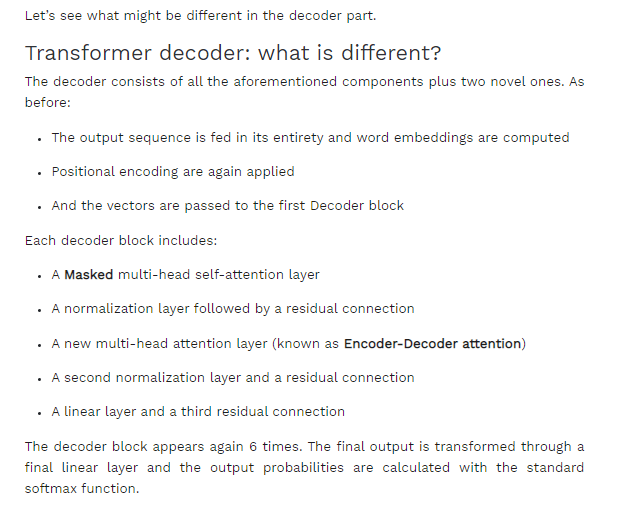 Let's see what might be different in the decoder part.
Transformer decoder: what is different?
The decoder consists of all the aforementioned components plus two novel ones. As
before:
• The output sequence is fed in its entirety and word embeddings are computed
• Positional encoding are again applied
• And the vectors are passed to the first Decoder block
Each decoder block includes:
• A Masked multi-head self-attention layer
• A normalization layer followed by a residual connection
• A new multi-head attention layer (known as Encoder-Decoder attention)
• A second normalization layer and a residual connection
• A linear layer and a third residual connection
The decoder block appears again 6 times. The final output is transformed through a
final linear layer and the output probabilities are calculated with the standard
softmax function.